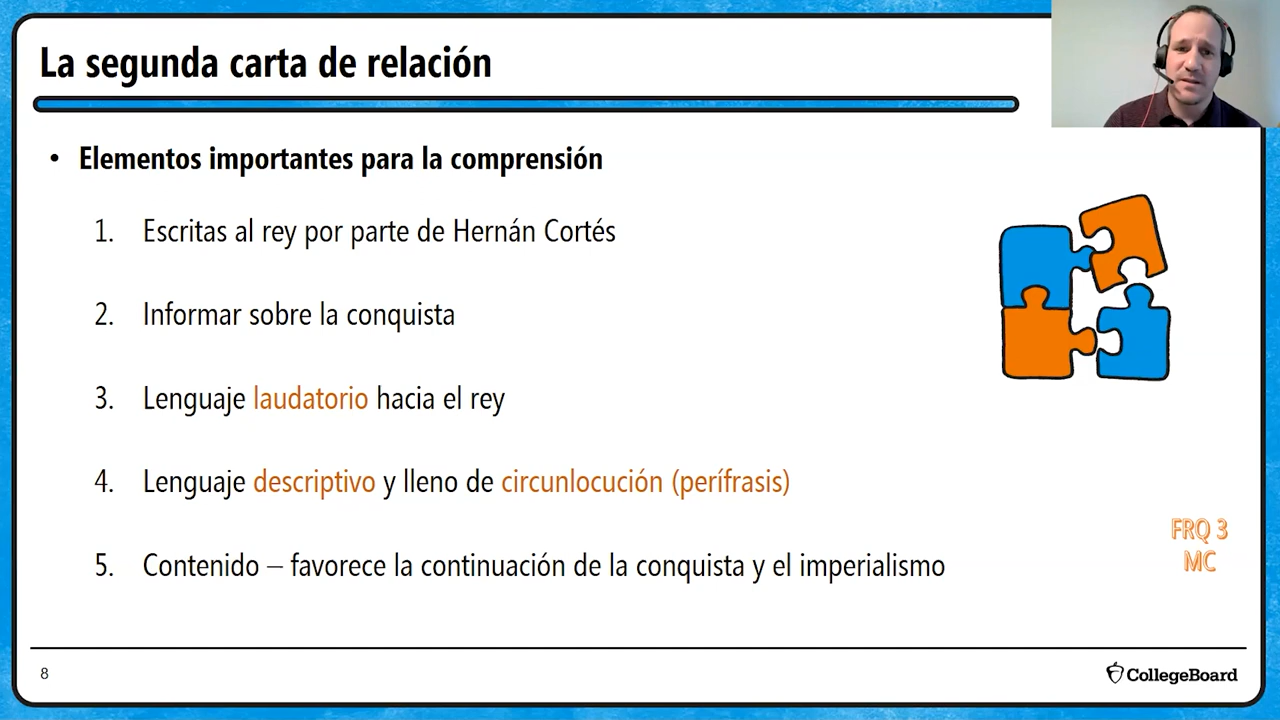 La segunda carta de relación
• Elementos importantes para la comprensión
1. Escritas al rey por parte de Hernán Cortés
2. Informar sobre la conquista
3. Lenguaje laudatorio hacia el rey
4. Lenguaje descriptivo y lleno de circunlocución (perífrasis)
5. Contenido – favorece la continuación de la conquista y el imperialismo
FRQ 3
MC
8
CollegeBoard